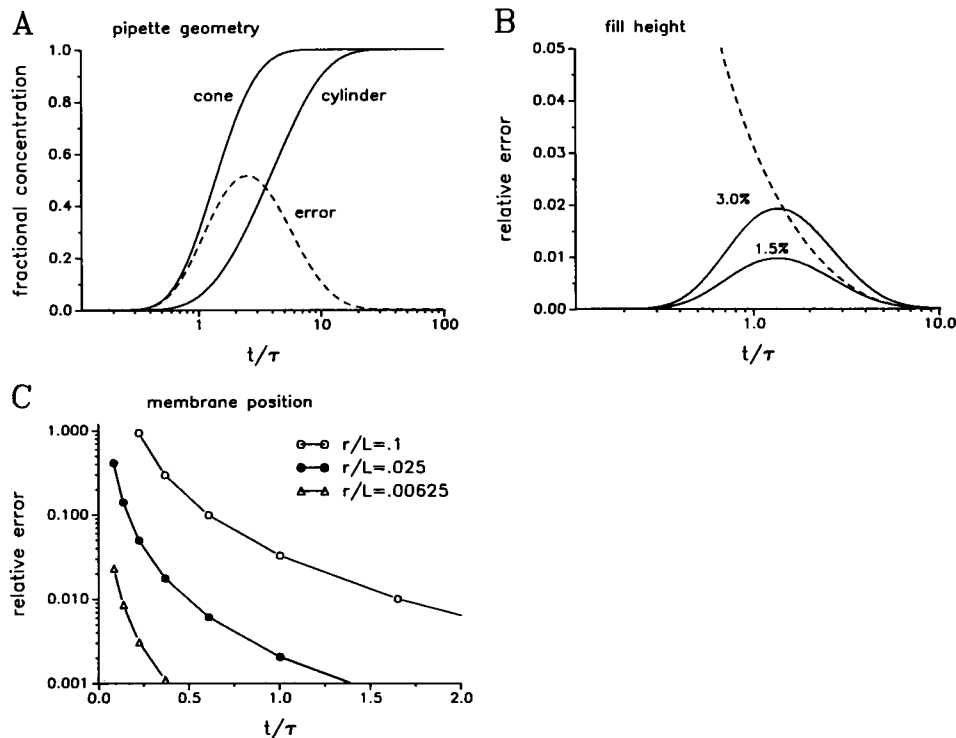 A
pipette geometry
fractional concentration
1.0
0.8
0.6
0.4
0.2
0.0
cone
cylinder
error
1
10
100
t/τ
B
fill height
relative error
0.05
0.04
0.03
0.02
0.01
0.00
3.0%
1.5%
1.0
10.0
t/τ
C
membrane position
relative error
1.000
0.100
0.010
0.001
r/L=.1
r/L=.025
r/L=.00625
0.0
0.5
1.0
1.5
2.0
t/τ